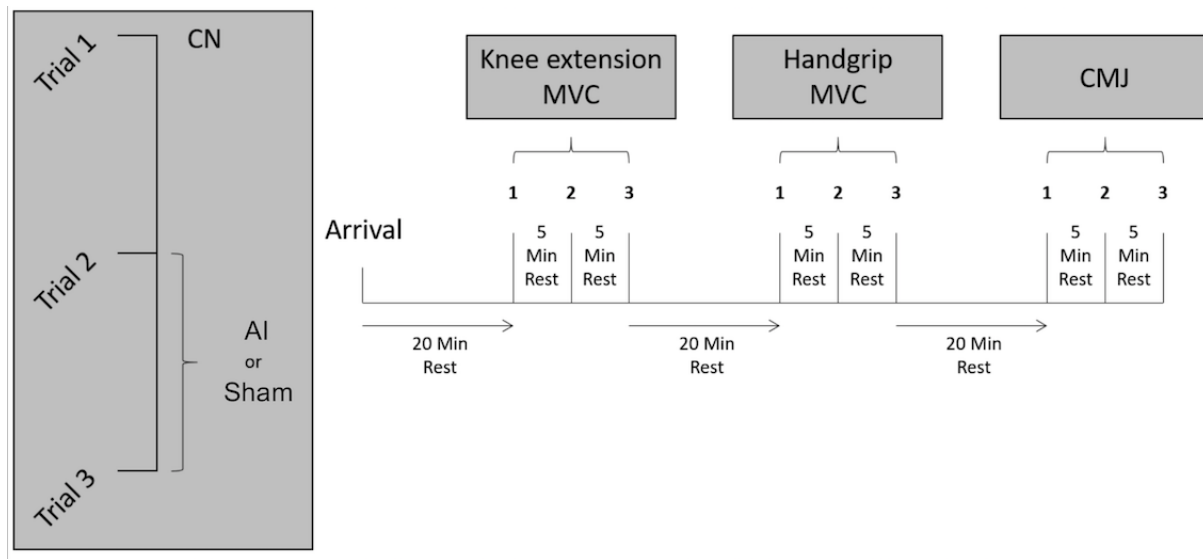 Trial 1
CN
Trial 2
AI
or
Sham
Trial 3
Knee extension
MVC
Handgrip
MVC
CMJ
1 2 3
1 2 3
1 2 3
Arrival
5
Min
Rest
5
Min
Rest
5
Min
Rest
5
Min
Rest
5
Min
Rest
5
Min
Rest
20 Min
Rest
20 Min
Rest
20 Min
Rest